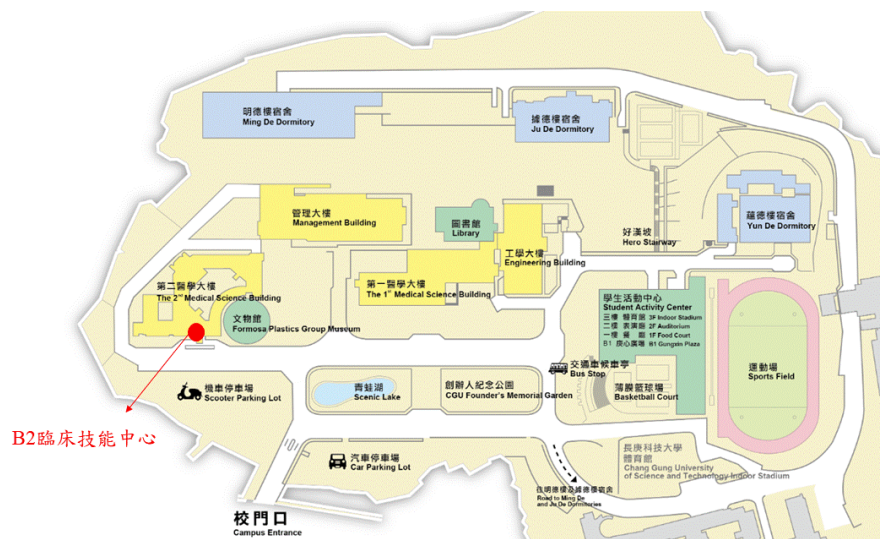 明德樓宿舍
Ming De Dormitory
據德樓宿舍
Ju De Dormitory
管理大樓
Management Building
圖書館
Library
工學大樓
Engineering Building
好漢坡
Hero Stairway
蘊德樓宿舍
Yun De Dormitory
第二醫學大樓
The 2nd Medical Science Building
文物館
Formosa Plastics Group Museum
第一醫學大樓
The 1st Medical Science Building
學生活動中心
Student Activity Center
三樓 體育館 3F Indoor Stadium
二樓 表演廳 2F Auditorium
一樓 餐廳 1F Food Court
B1 慶心廣場 B1 Gungxin Plaza
交通車候車亭
Bus Stop
薄膜籃球場
Basketball Court
運動場
Sports Field
機車停車場
Scooter Parking Lot
青蛙湖
Scenic Lake
創辦人紀念公園
CGU Founder's Memorial Garden
B2臨床技能中心
汽車停車場
Car Parking Lot
長庚科技大學
體育館
Chang Gung University
of Science and Technology Indoor Stadium
往明德樓及據德樓宿舍
Road to Ming De
and Ju De Dormitories
校門口
Campus Entrance